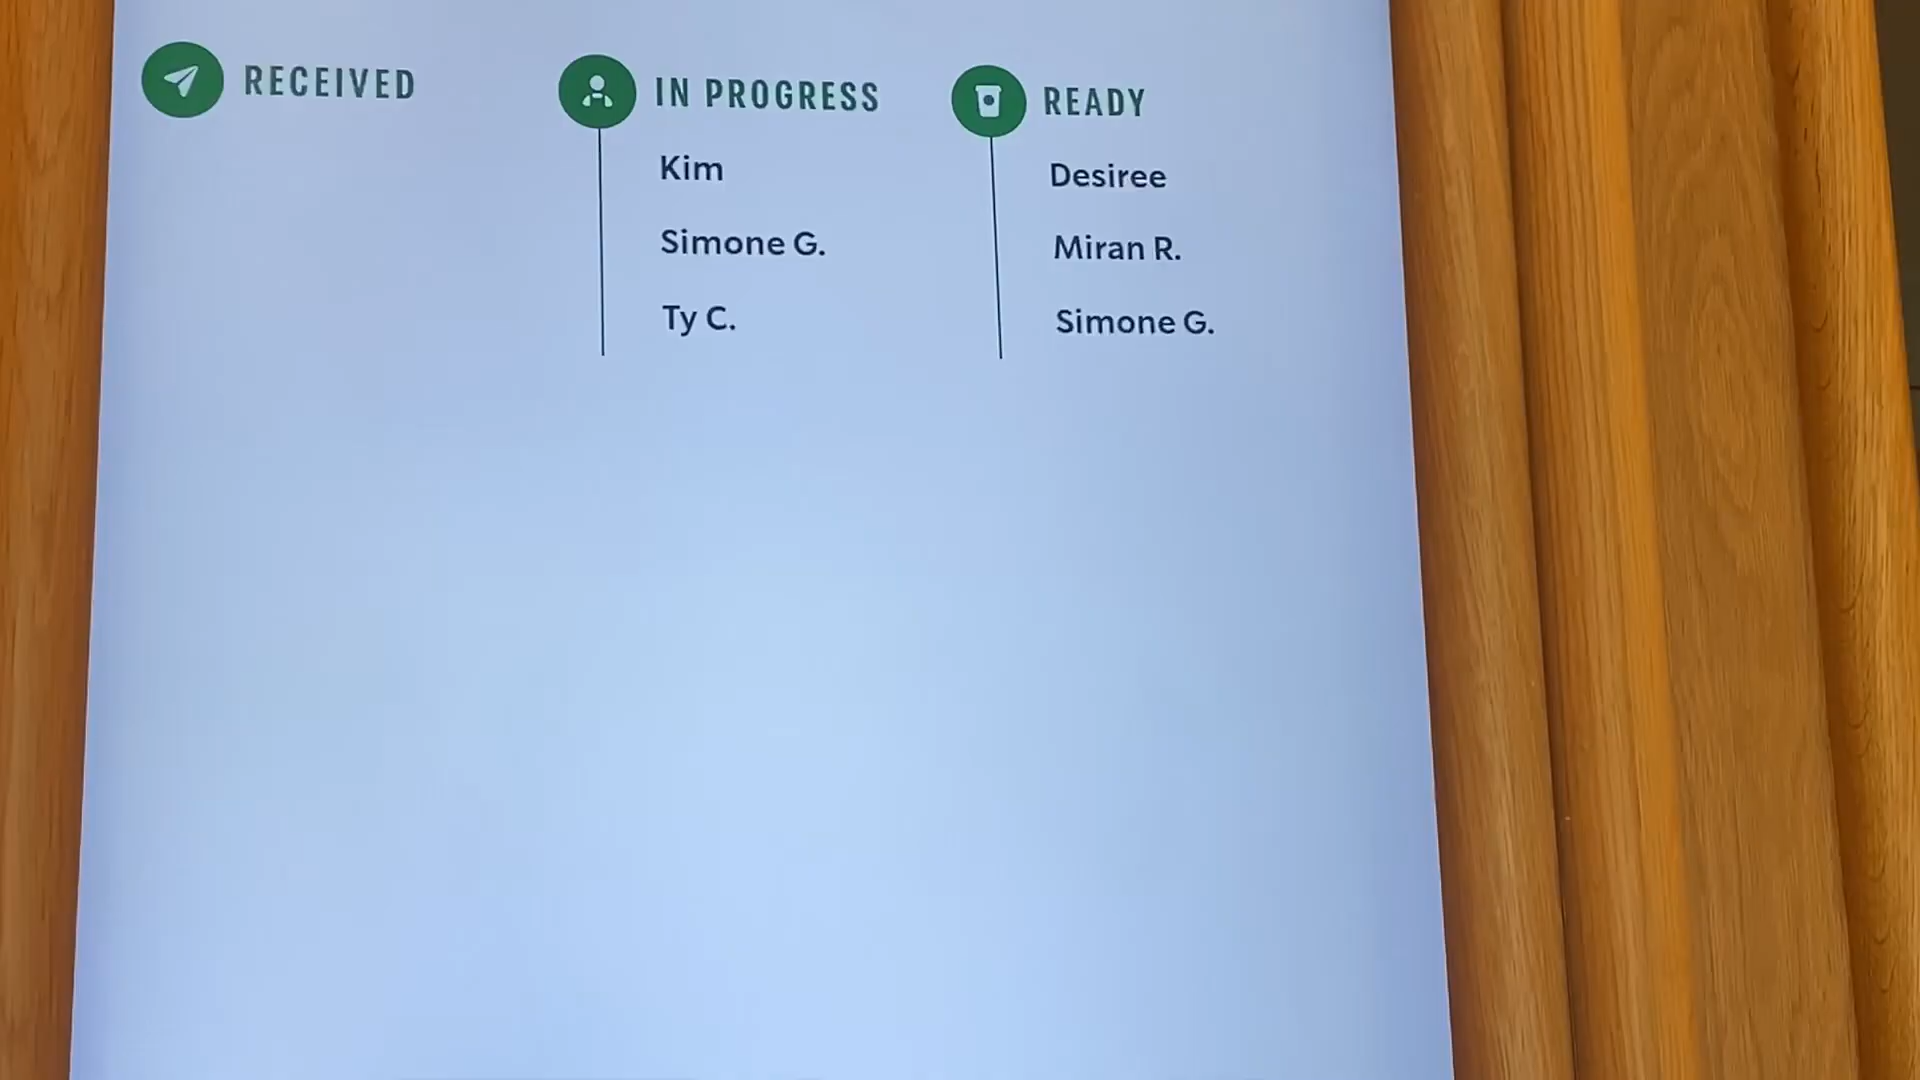 RECEIVED
IN PROGRESS
Kim
Simone G.
Ty C.
READY
Desiree
Miran R.
Simone G.